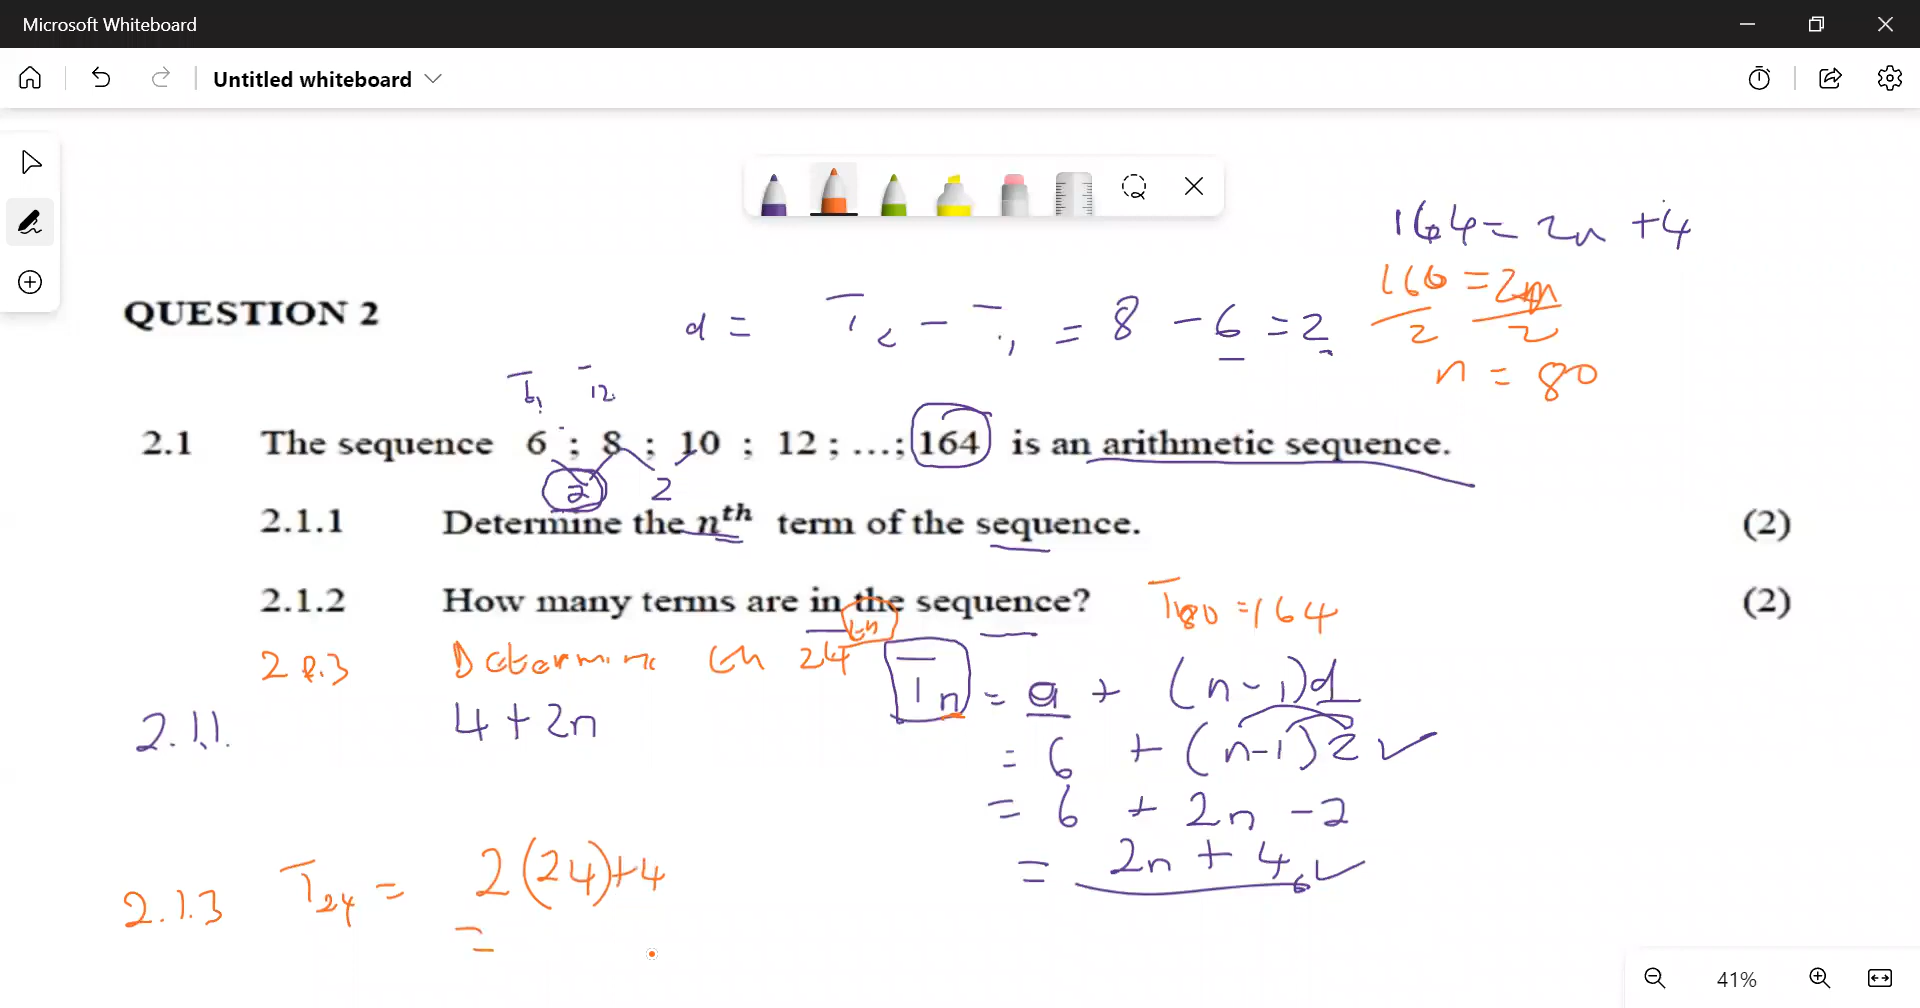 Microsoft Whiteboard
Untitled whiteboard
164 = 2n + 4
160 = 2n
2 2
n = 80
QUESTION 2
d = T2 - T1 = 8 - 6 = 2
T1 T2
2.1 The sequence 6 ; 8 ; 10 ; 12 ; ...; 164 is an arithmetic sequence.
2 2
2.1.1 Determine the nth term of the sequence. (2)
2.1.2 How many terms are in the sequence? (2)
T80 = 164
2.1.3 Determine th 24th
Tn = a + (n-1)d
2.1.1. 4 + 2n
= 6 + (n-1)2 ✓
= 6 + 2n - 2
= 2n + 4 ✓
2.1.3 T24 = 2(24)+4
=
41%